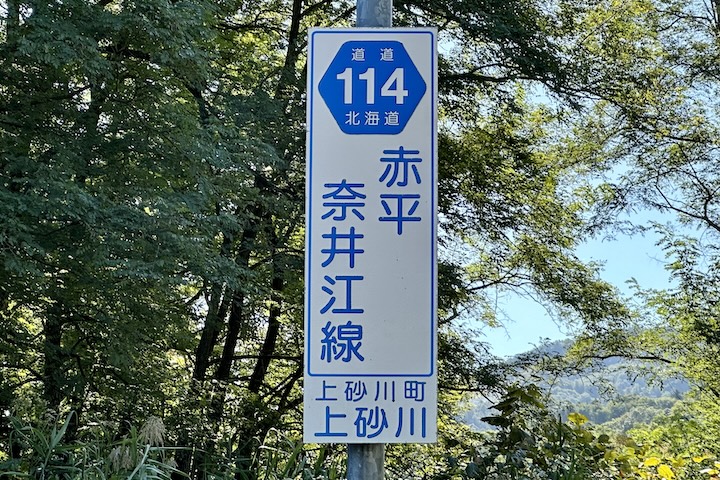 道道
114
北海道
赤平
奈井江線
上砂川町
上砂川